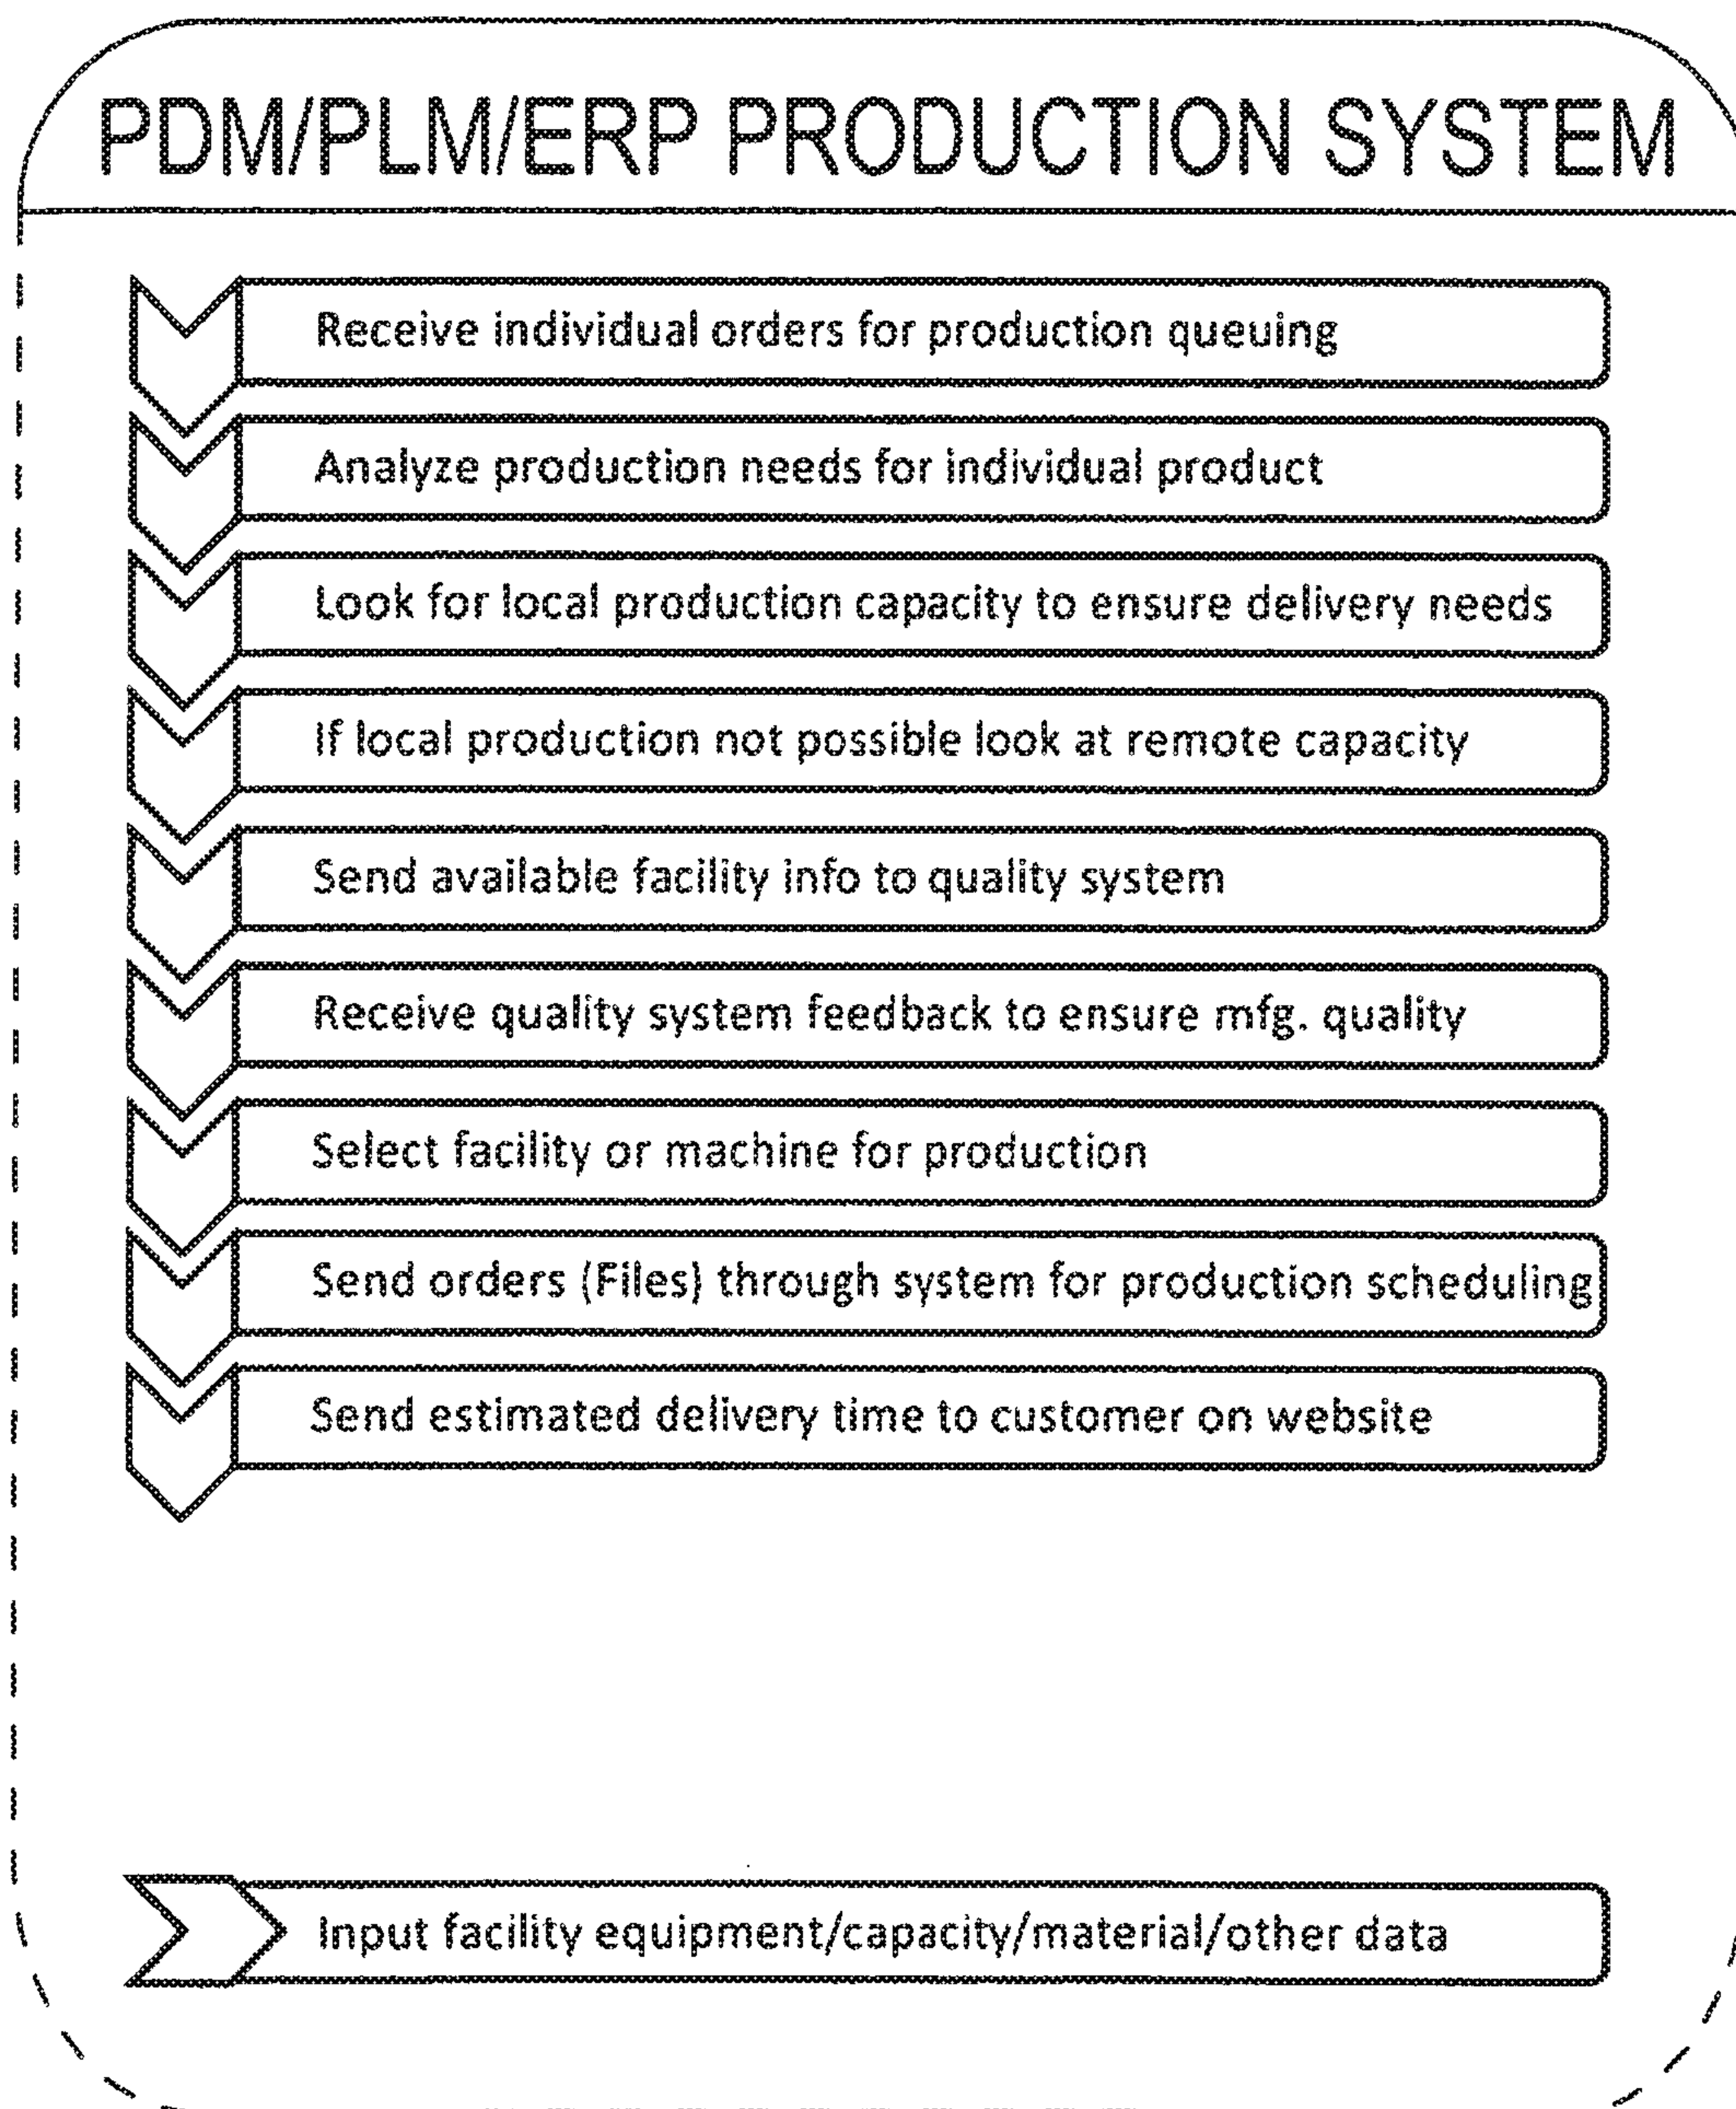 PDM/PLM/ERP PRODUCTION SYSTEM
Receive individual orders for production queuing
Analyze production needs for individual product
Look for local production capacity to ensure delivery needs
If local production not possible look at remote capacity
Send available facility info to quality system
Receive quality system feedback to ensure mfg. quality
Select facility or machine for production
Send orders (Files) through system for production scheduling
Send estimated delivery time to customer on website
Input facility equipment/capacity/material/other data